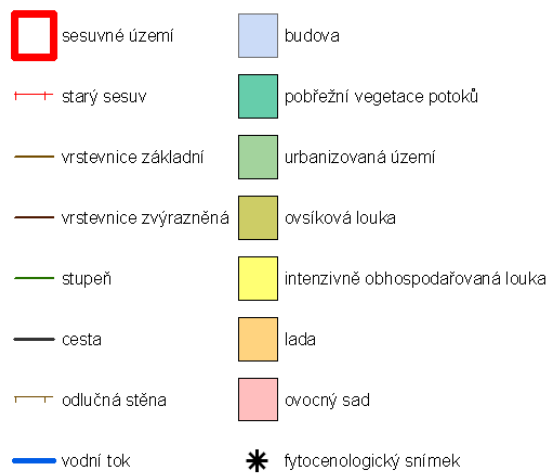 sesuvné území
starý sesuv
vrstevnice základní
vrstevnice zvýrazněná
stupeň
cesta
odlučná stěna
vodní tok
budova
pobřežní vegetace potoků
urbanizovaná území
ovsíková louka
intenzivně obhospodařovaná louka
lada
ovocný sad
fytocenologický snímek